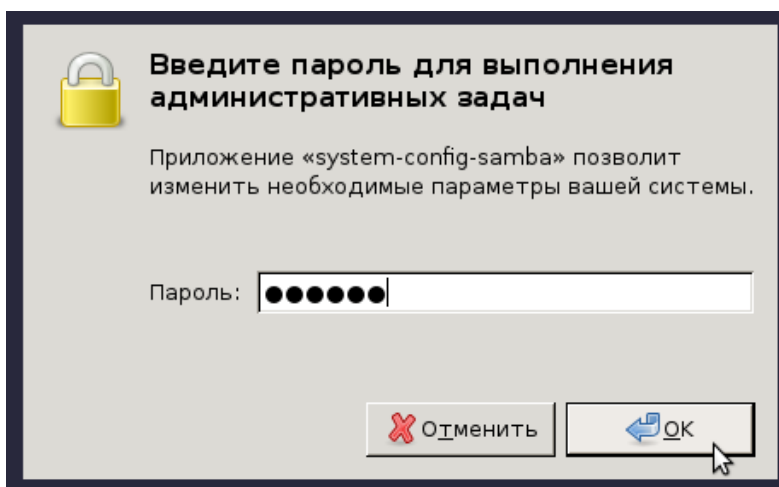 Введите пароль для выполнения
административных задач
Приложение «system-config-samba» позволит
изменить необходимые параметры вашей системы.
Пароль: ●●●●●●
Отменить
OK